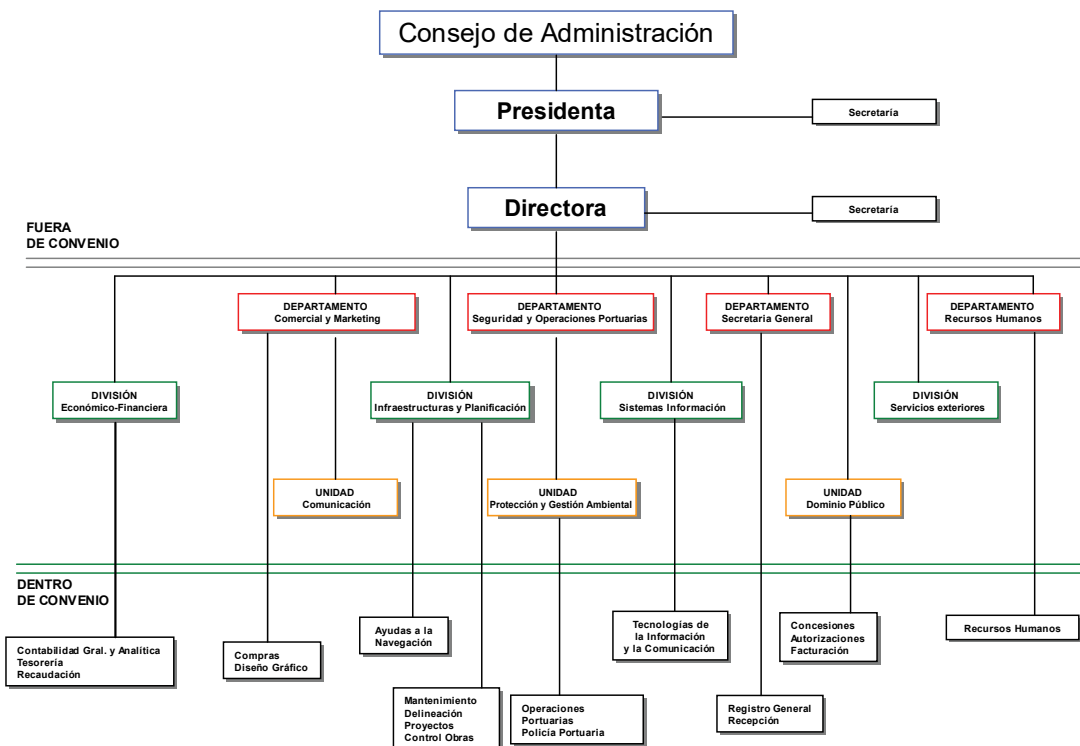 Consejo de Administración
Presidenta
Secretaría
Directora
Secretaría
FUERA
DE CONVENIO
DEPARTAMENTO
Comercial y Marketing
DEPARTAMENTO
Seguridad y Operaciones Portuarias
DEPARTAMENTO
Secretaria General
DEPARTAMENTO
Recursos Humanos
DIVISIÓN
Económico-Financiera
DIVISIÓN
Infraestructuras y Planificación
DIVISIÓN
Sistemas Información
DIVISIÓN
Servicios exteriores
UNIDAD
Comunicación
UNIDAD
Protección y Gestión Ambiental
UNIDAD
Dominio Público
DENTRO
DE CONVENIO
Contabilidad Gral. y Analítica
Tesorería
Recaudación
Compras
Diseño Gráfico
Ayudas a la
Navegación
Tecnologías de
la Información
y la Comunicación
Concesiones
Autorizaciones
Facturación
Recursos Humanos
Mantenimiento
Delineación
Proyectos
Control Obras
Operaciones
Portuarias
Policía Portuaria
Registro General
Recepción